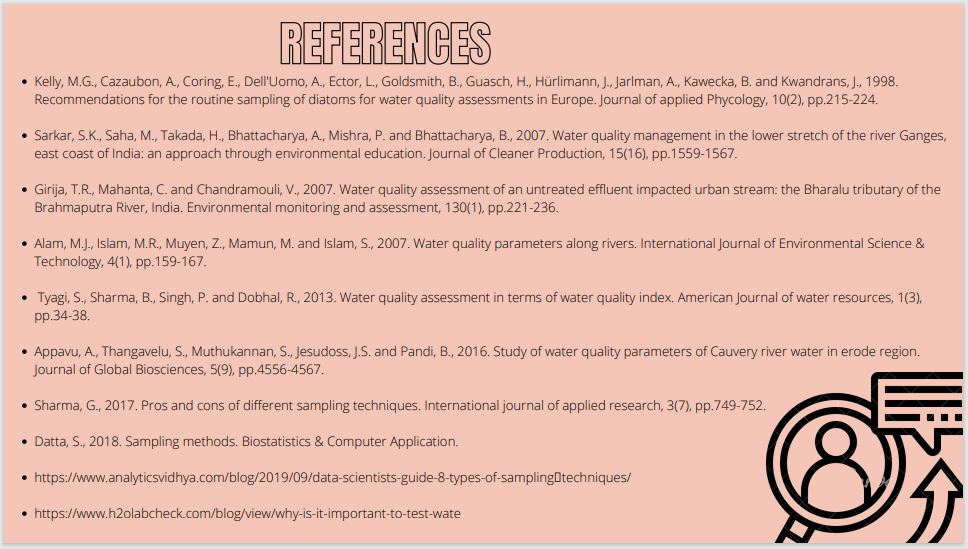 REFERENCES
• Kelly, M.G., Cazaubon, A., Coring, E., Dell'Uomo, A., Ector, L., Goldsmith, B., Guasch, H., Hürlimann, J., Jarlman, A., Kawecka, B. and Kwandrans, J., 1998.
Recommendations for the routine sampling of diatoms for water quality assessments in Europe. Journal of applied Phycology, 10(2), pp.215-224.
• Sarkar, S.K., Saha, M., Takada, H., Bhattacharya, A., Mishra, P. and Bhattacharya, B., 2007. Water quality management in the lower stretch of the river Ganges,
east coast of India: an approach through environmental education. Journal of Cleaner Production, 15(16), pp.1559-1567.
• Girija, T.R., Mahanta, C. and Chandramouli, V., 2007. Water quality assessment of an untreated effluent impacted urban stream: the Bharalu tributary of the
Brahmaputra River, India. Environmental monitoring and assessment, 130(1), pp.221-236.
• Alam, M.J., Islam, M.R., Muyen, Z., Mamun, M. and Islam, S., 2007. Water quality parameters along rivers. International Journal of Environmental Science &
Technology, 4(1), pp.159-167.
• Tyagi, S., Sharma, B., Singh, P. and Dobhal, R., 2013. Water quality assessment in terms of water quality index. American Journal of water resources, 1(3),
pp.34-38.
• Appavu, A., Thangavelu, S., Muthukannan, S., Jesudoss, J.S. and Pandi, B., 2016. Study of water quality parameters of Cauvery river water in erode region.
Journal of Global Biosciences, 5(9), pp.4556-4567.
• Sharma, G., 2017. Pros and cons of different sampling techniques. International journal of applied research, 3(7), pp.749-752.
• Datta, S., 2018. Sampling methods. Biostatistics & Computer Application.
• https://www.analyticsvidhya.com/blog/2019/09/data-scientists-guide-8-types-of-sampling▯techniques/
• https://www.h2olabcheck.com/blog/view/why-is-it-important-to-test-wate